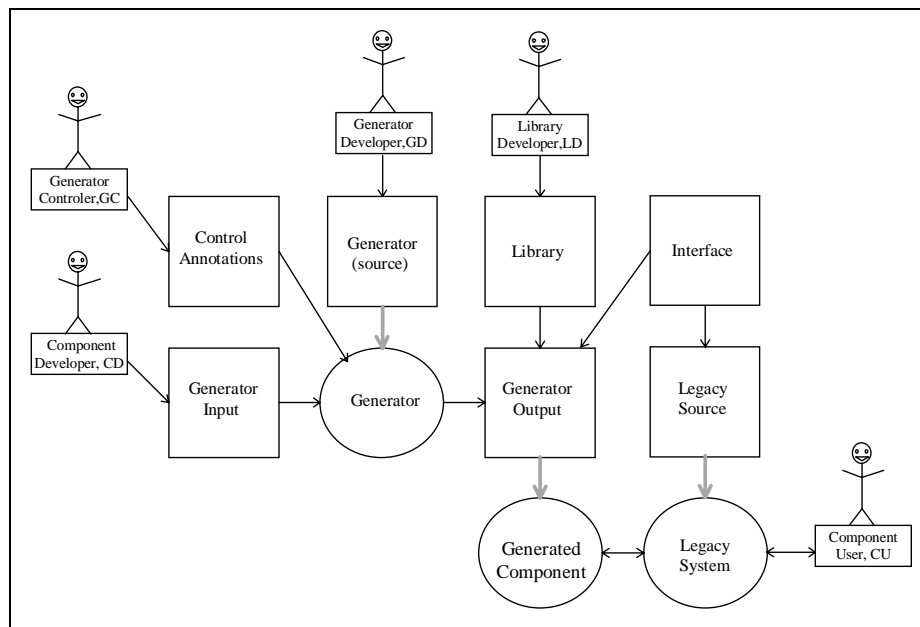 Generator
Developer,GD
Library
Developer,LD
Generator
Controler,GC
Control
Annotations
Generator
(source)
Library
Interface
Component
Developer, CD
Generator
Input
Generator
Generator
Output
Legacy
Source
Generated
Component
Legacy
System
Component
User, CU